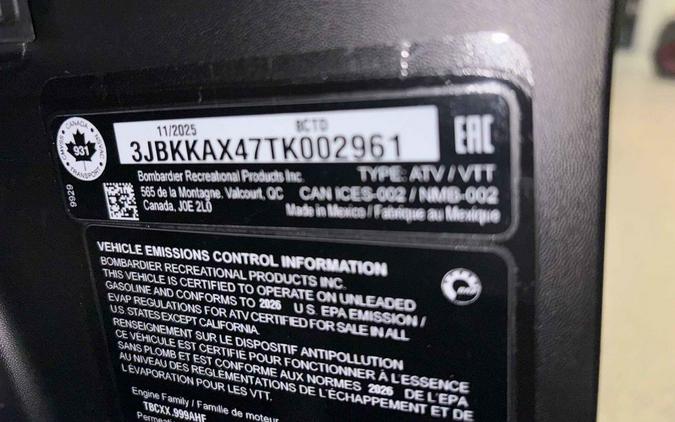 CANADA
931
TRANSPORT
9929
11/2025 BCTD
3JBKKAX47TK002961
EAC
Bombardier Recreational Products Inc.
565 de la Montagne, Valcourt, QC
Canada, J0E 2L0
TYPE: ATV / VTT
CAN ICES-002 / NMB-002
Made in Mexico / Fabriqué au Mexique
VEHICLE EMISSIONS CONTROL INFORMATION
BOMBARDIER RECREATIONAL PRODUCTS INC.
THIS VEHICLE IS CERTIFIED TO OPERATE ON UNLEADED
GASOLINE AND CONFORMS TO 2026 U.S. EPA EMISSION /
EVAP REGULATIONS FOR ATV CERTIFIED FOR SALE IN ALL
U.S STATES EXCEPT CALIFORNIA.
RENSEIGNEMENT SUR LE DISPOSITIF ANTIPOLLUTION
CE VÉHICULE EST CERTIFIÉ POUR FONCTIONNER À L'ESSENCE
SANS PLOMB ET EST CONFORME AUX NORMES 2026 DE L'EPA
AU NIVEAU DES RÉGLEMENTATIONS DE L'ÉCHAPPEMENT ET DE
L'ÉVAPORATION POUR LES VTT.
Engine Family / Famille de moteur
TBCXX.999AHF